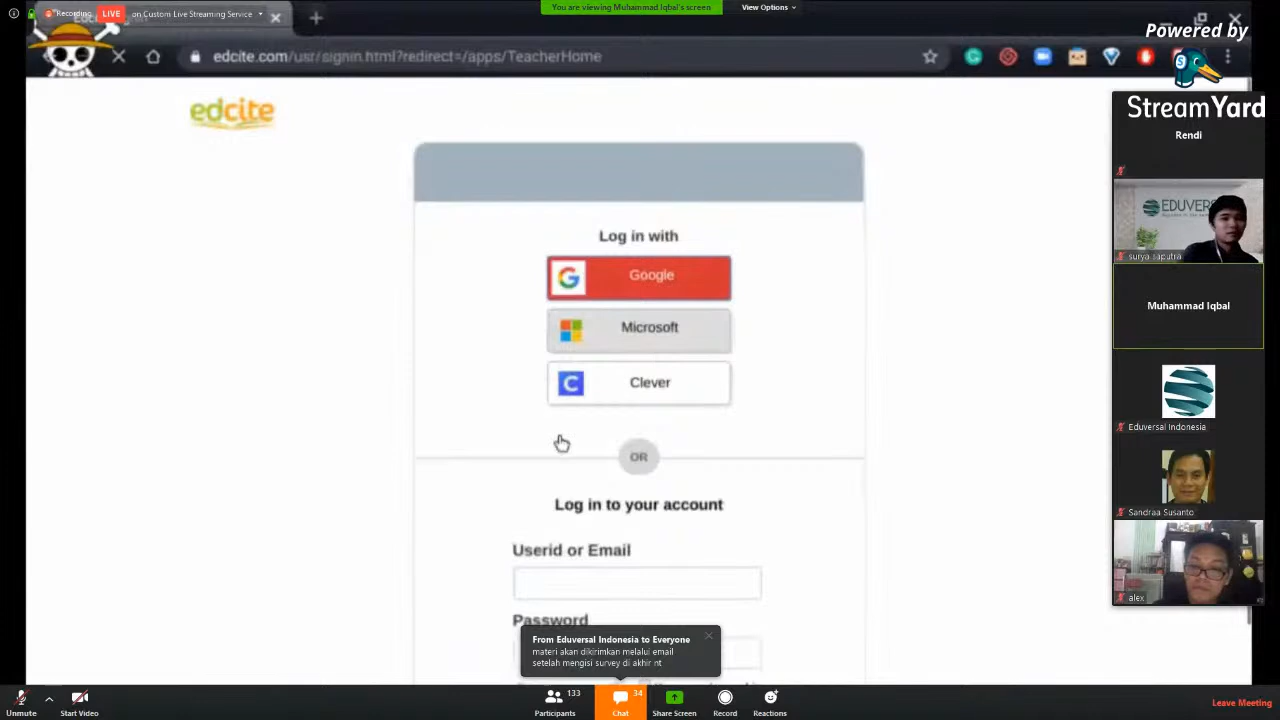 Recording
LIVE
on Custom Live Streaming Service
You are viewing Muhammad Iqbal's screen
View Options
Powered by
StreamYard
edcite.com/usr/signin.html?redirect=/apps/TeacherHome
edcite
Log in with
Google
Microsoft
Clever
OR
Log in to your account
Userid or Email
Password
Rendi
EDUVERS
surya saputra
Muhammad Iqbal
Eduversal Indonesia
Sandraa Susanto
alex
From Eduversal Indonesia to Everyone
materi akan dikirimkan melalui email
setelah mengisi survey di akhir nt
Unmute
Start Video
133
Participants
34
Chat
Share Screen
Record
Reactions
Leave Meeting